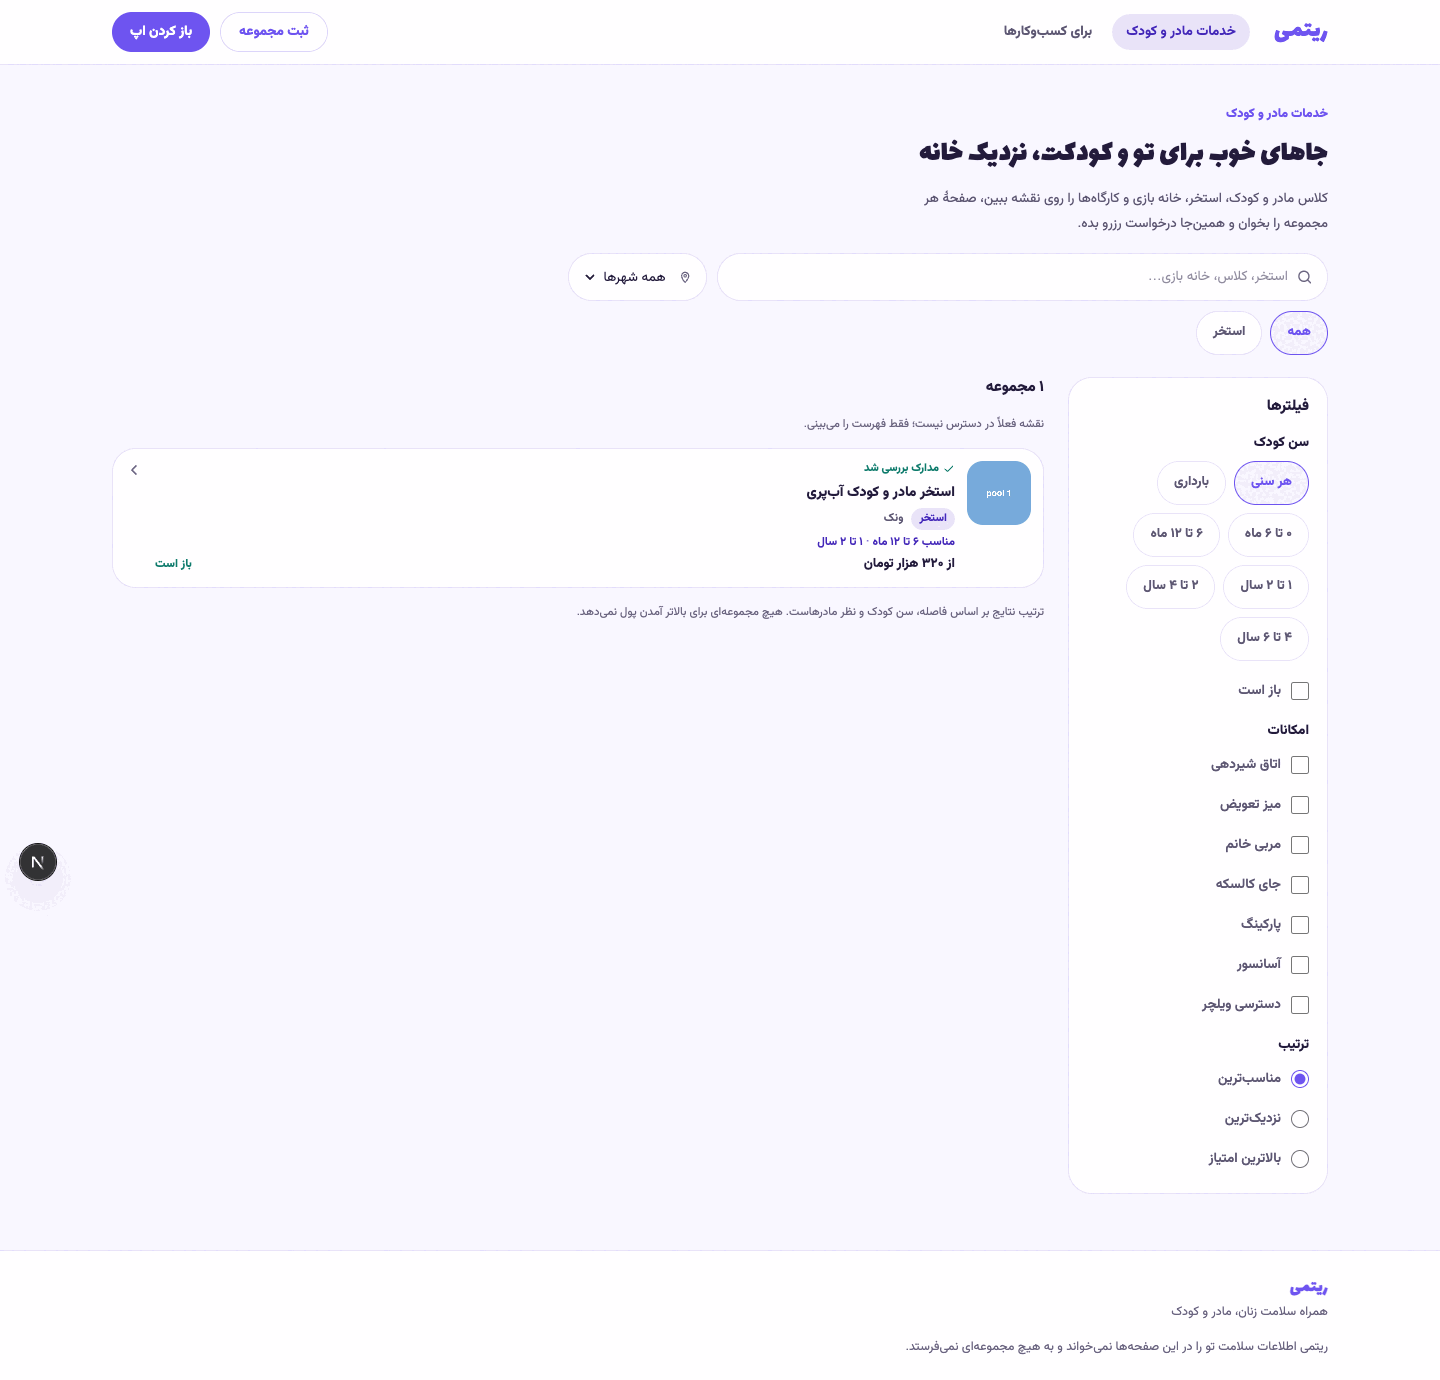 ریتمی
خدمات مادر و کودک
برای کسب‌وکارها
ثبت مجموعه
باز کردن اپ
خدمات مادر و کودک
جاهای خوب برای تو و کودکت، نزدیک خانه
کلاس مادر و کودک، استخر، خانه بازی و کارگاه‌ها را روی نقشه ببین، صفحهٔ هر
مجموعه را بخوان و همین‌جا درخواست رزرو بده.
استخر، کلاس، خانه بازی...
همه شهرها
همه
استخر
فیلترها
سن کودک
هر سنی
بارداری
۰ تا ۶ ماه
۶ تا ۱۲ ماه
۱ تا ۲ سال
۲ تا ۴ سال
۴ تا ۶ سال
باز است
امکانات
اتاق شیردهی
میز تعویض
مربی خانم
جای کالسکه
پارکینگ
آسانسور
دسترسی ویلچر
ترتیب
مناسب‌ترین
نزدیک‌ترین
بالاترین امتیاز
۱ مجموعه
نقشه فعلاً در دسترس نیست؛ فقط فهرست را می‌بینی.
pool 1
مدارک بررسی شد
استخر مادر و کودک آب‌پری
استخر
ونک
مناسب ۶ تا ۱۲ ماه · ۱ تا ۲ سال
از ۳۲۰ هزار تومان
باز است
ترتیب نتایج بر اساس فاصله، سن کودک و نظر مادرهاست. هیچ مجموعه‌ای برای بالاتر آمدن پول نمی‌دهد.
N
ریتمی
همراه سلامت زنان، مادر و کودک
ریتمی اطلاعات سلامت تو را در این صفحه‌ها نمی‌خواند و به هیچ مجموعه‌ای نمی‌فرستد.